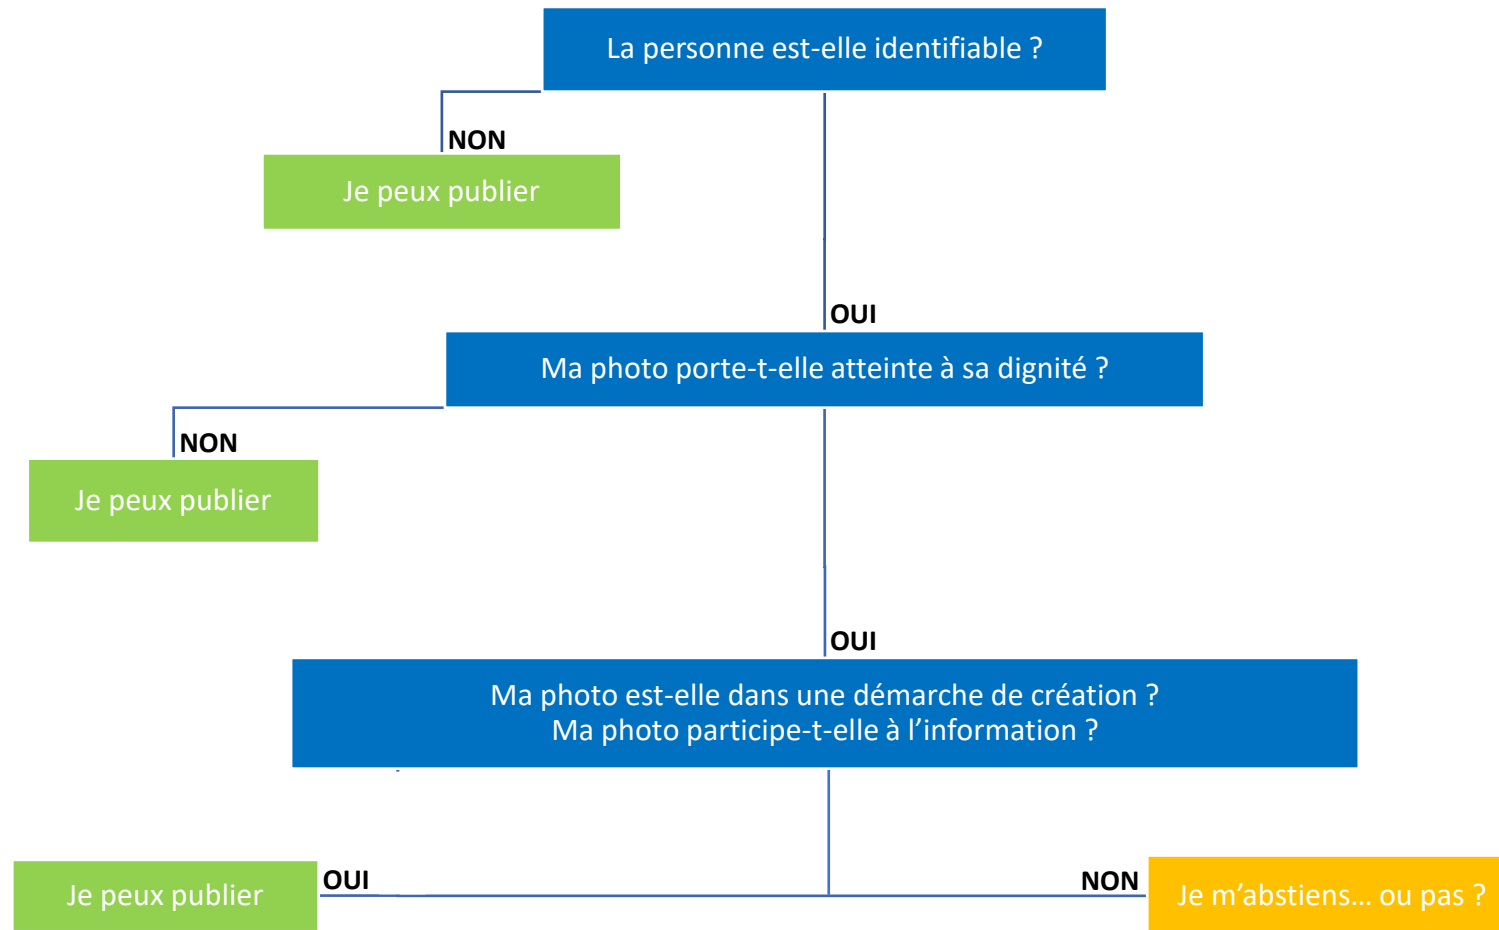 La personne est-elle identifiable ?
NON
Je peux publier
OUI
Ma photo porte-t-elle atteinte à sa dignité ?
NON
Je peux publier
OUI
Ma photo est-elle dans une démarche de création ?
Ma photo participe-t-elle à l’information ?
Je peux publier
OUI
NON
Je m’abstiens… ou pas ?